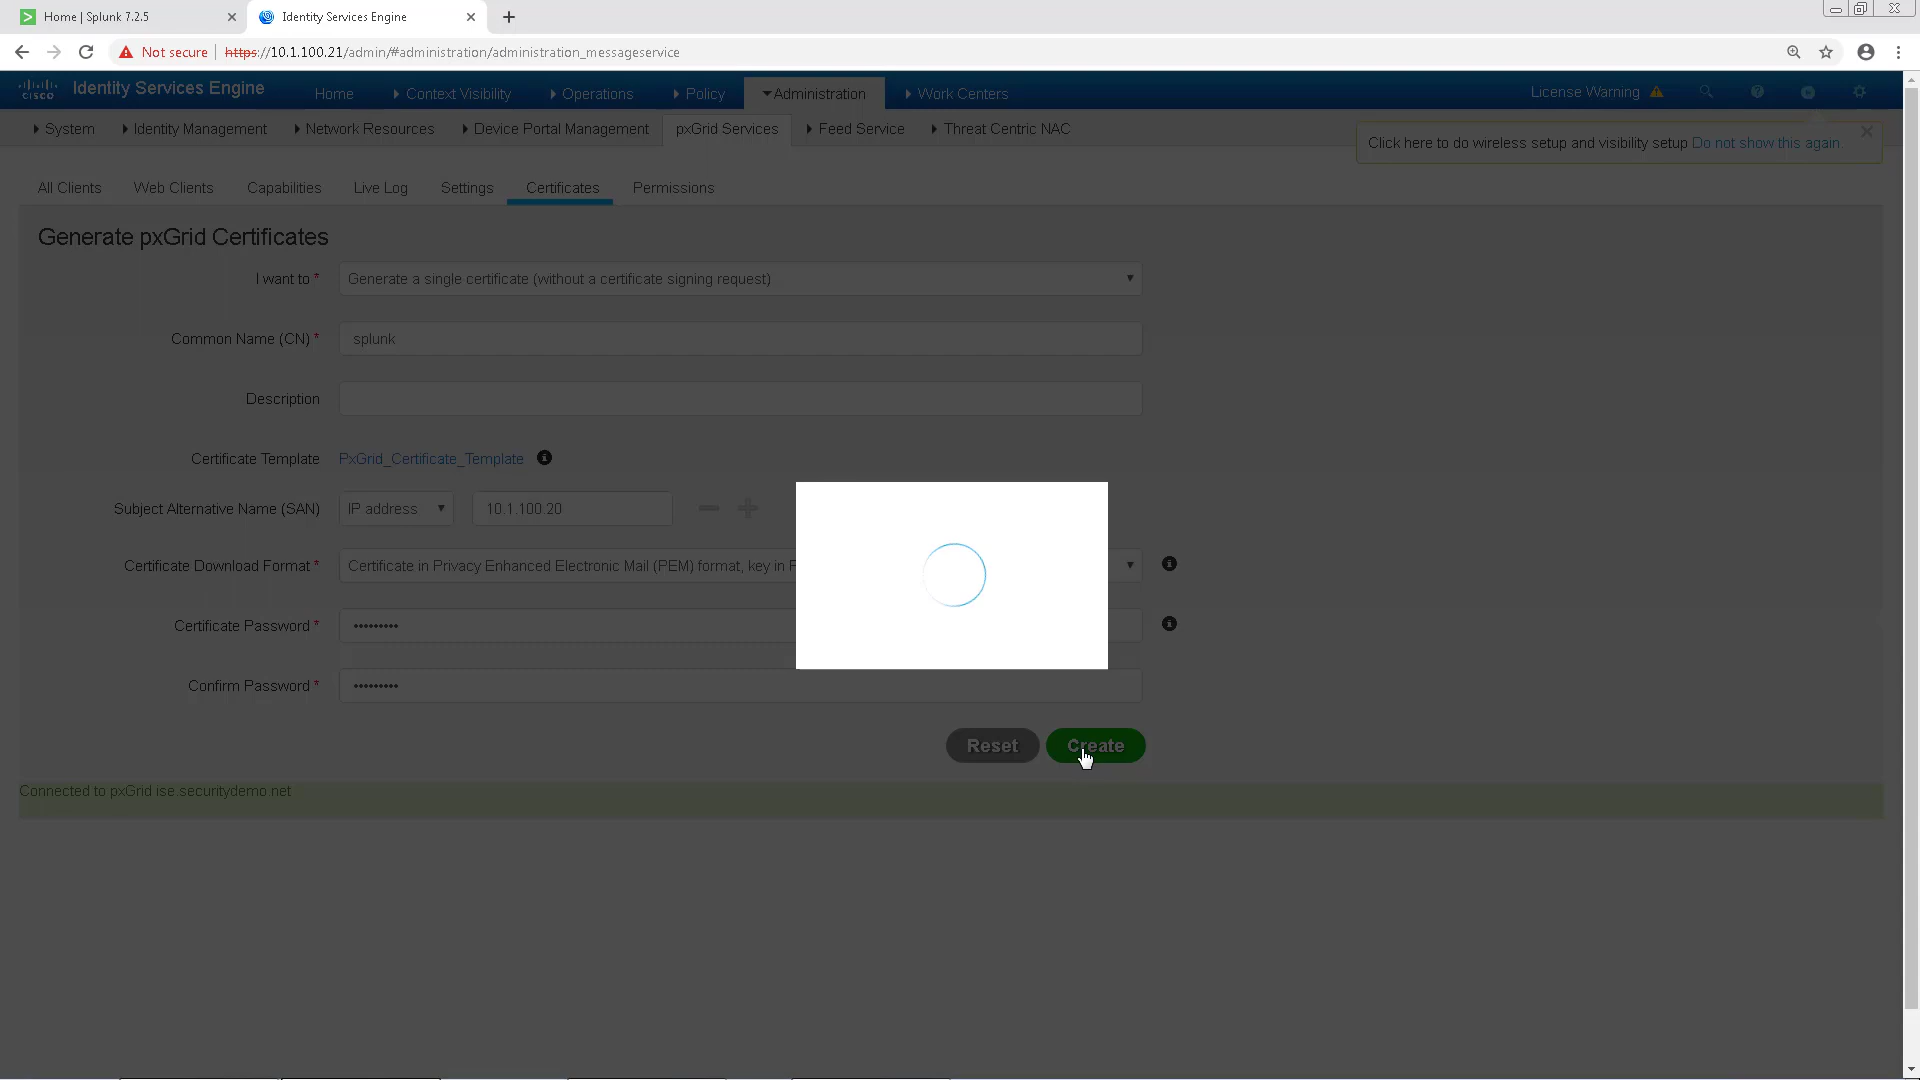 Home | Splunk 7.2.5
Identity Services Engine
Not secure
https://10.1.100.21/admin/#administration/administration_messageservice
cisco
Identity Services Engine
Home
Context Visibility
Operations
Policy
Administration
Work Centers
License Warning
System
Identity Management
Network Resources
Device Portal Management
pxGrid Services
Feed Service
Threat Centric NAC
Click here to do wireless setup and visibility setup Do not show this again.
All Clients
Web Clients
Capabilities
Live Log
Settings
Certificates
Permissions
Generate pxGrid Certificates
I want to *
Generate a single certificate (without a certificate signing request)
Common Name (CN) *
splunk
Description
Certificate Template
PxGrid_Certificate_Template
Subject Alternative Name (SAN)
IP address
10.1.100.20
Certificate Download Format *
Certificate in Privacy Enhanced Electronic Mail (PEM) format, key in
Certificate Password *
•••••••••
Confirm Password *
•••••••••
Reset
Create
Connected to pxGrid ise.securitydemo.net